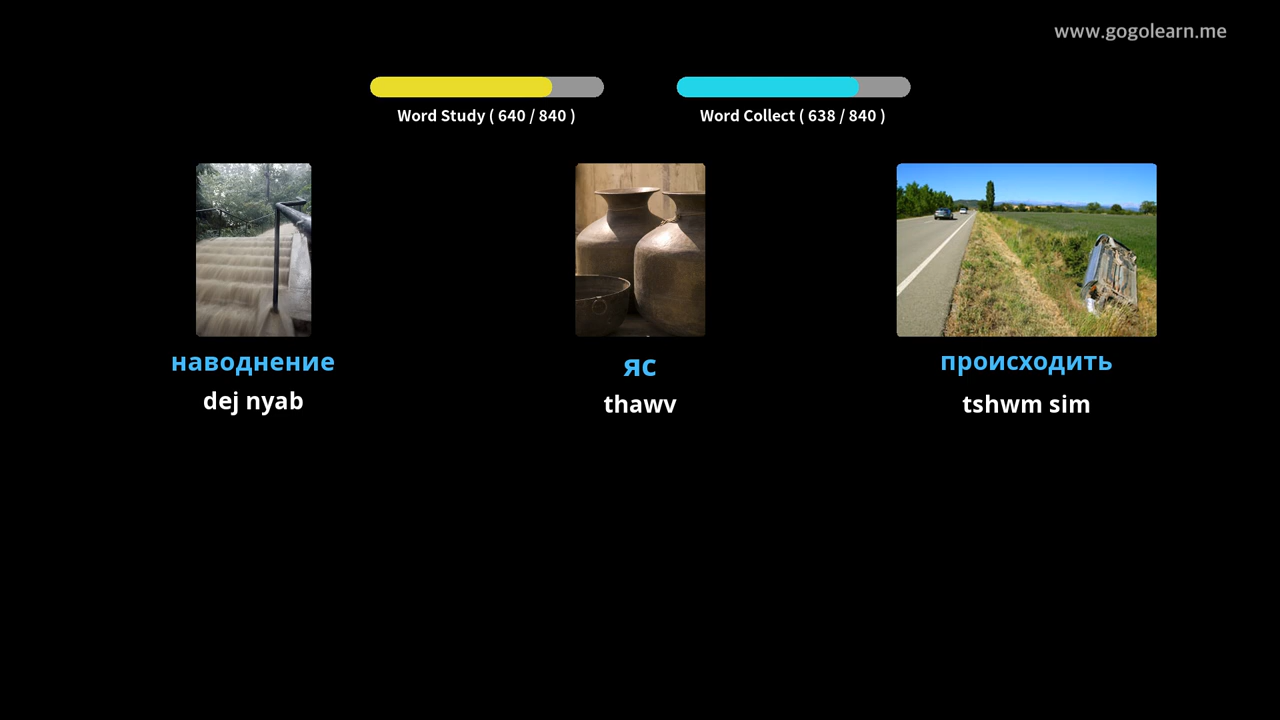 www.gogolearn.me
Word Study ( 640 / 840 )
Word Collect ( 638 / 840 )
наводнение
dej nyab
яс
thawv
происходить
tshwm sim